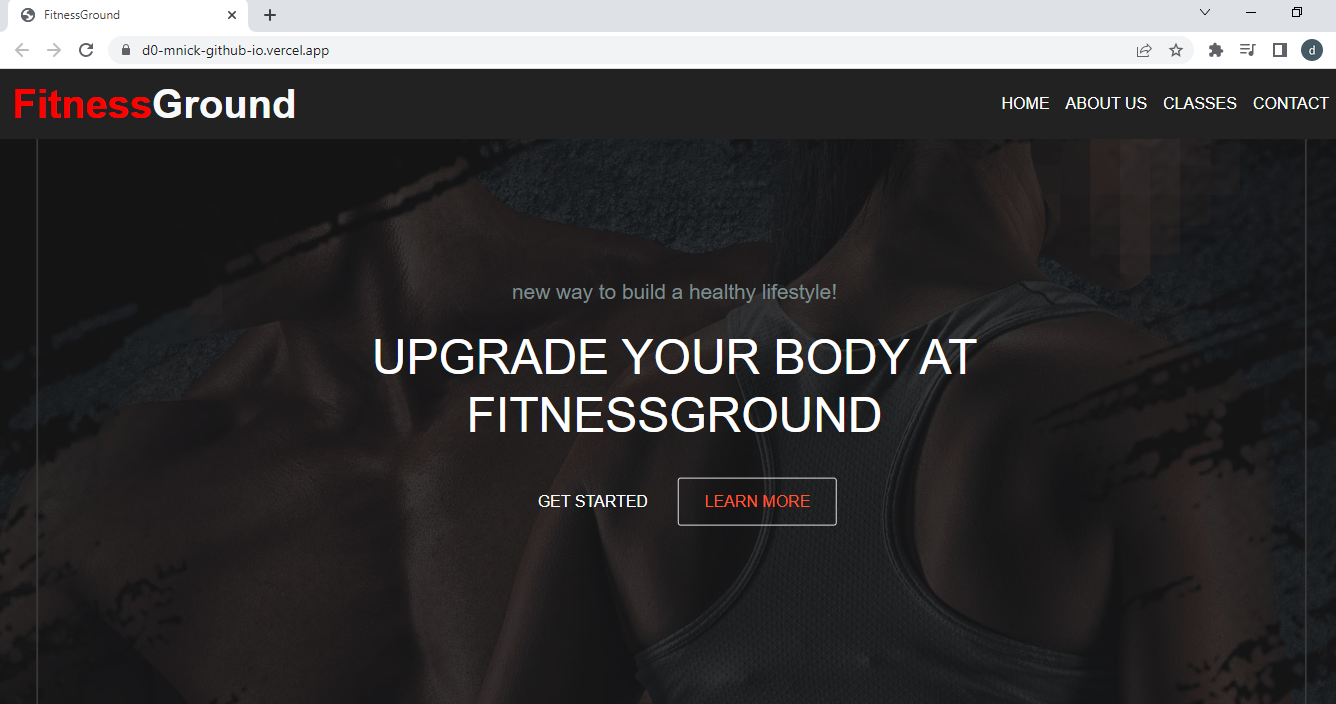 FitnessGround
d0-mnick-github-io.vercel.app
d
FitnessGround
HOME ABOUT US CLASSES CONTACT
new way to build a healthy lifestyle!
UPGRADE YOUR BODY AT
FITNESSGROUND
GET STARTED LEARN MORE